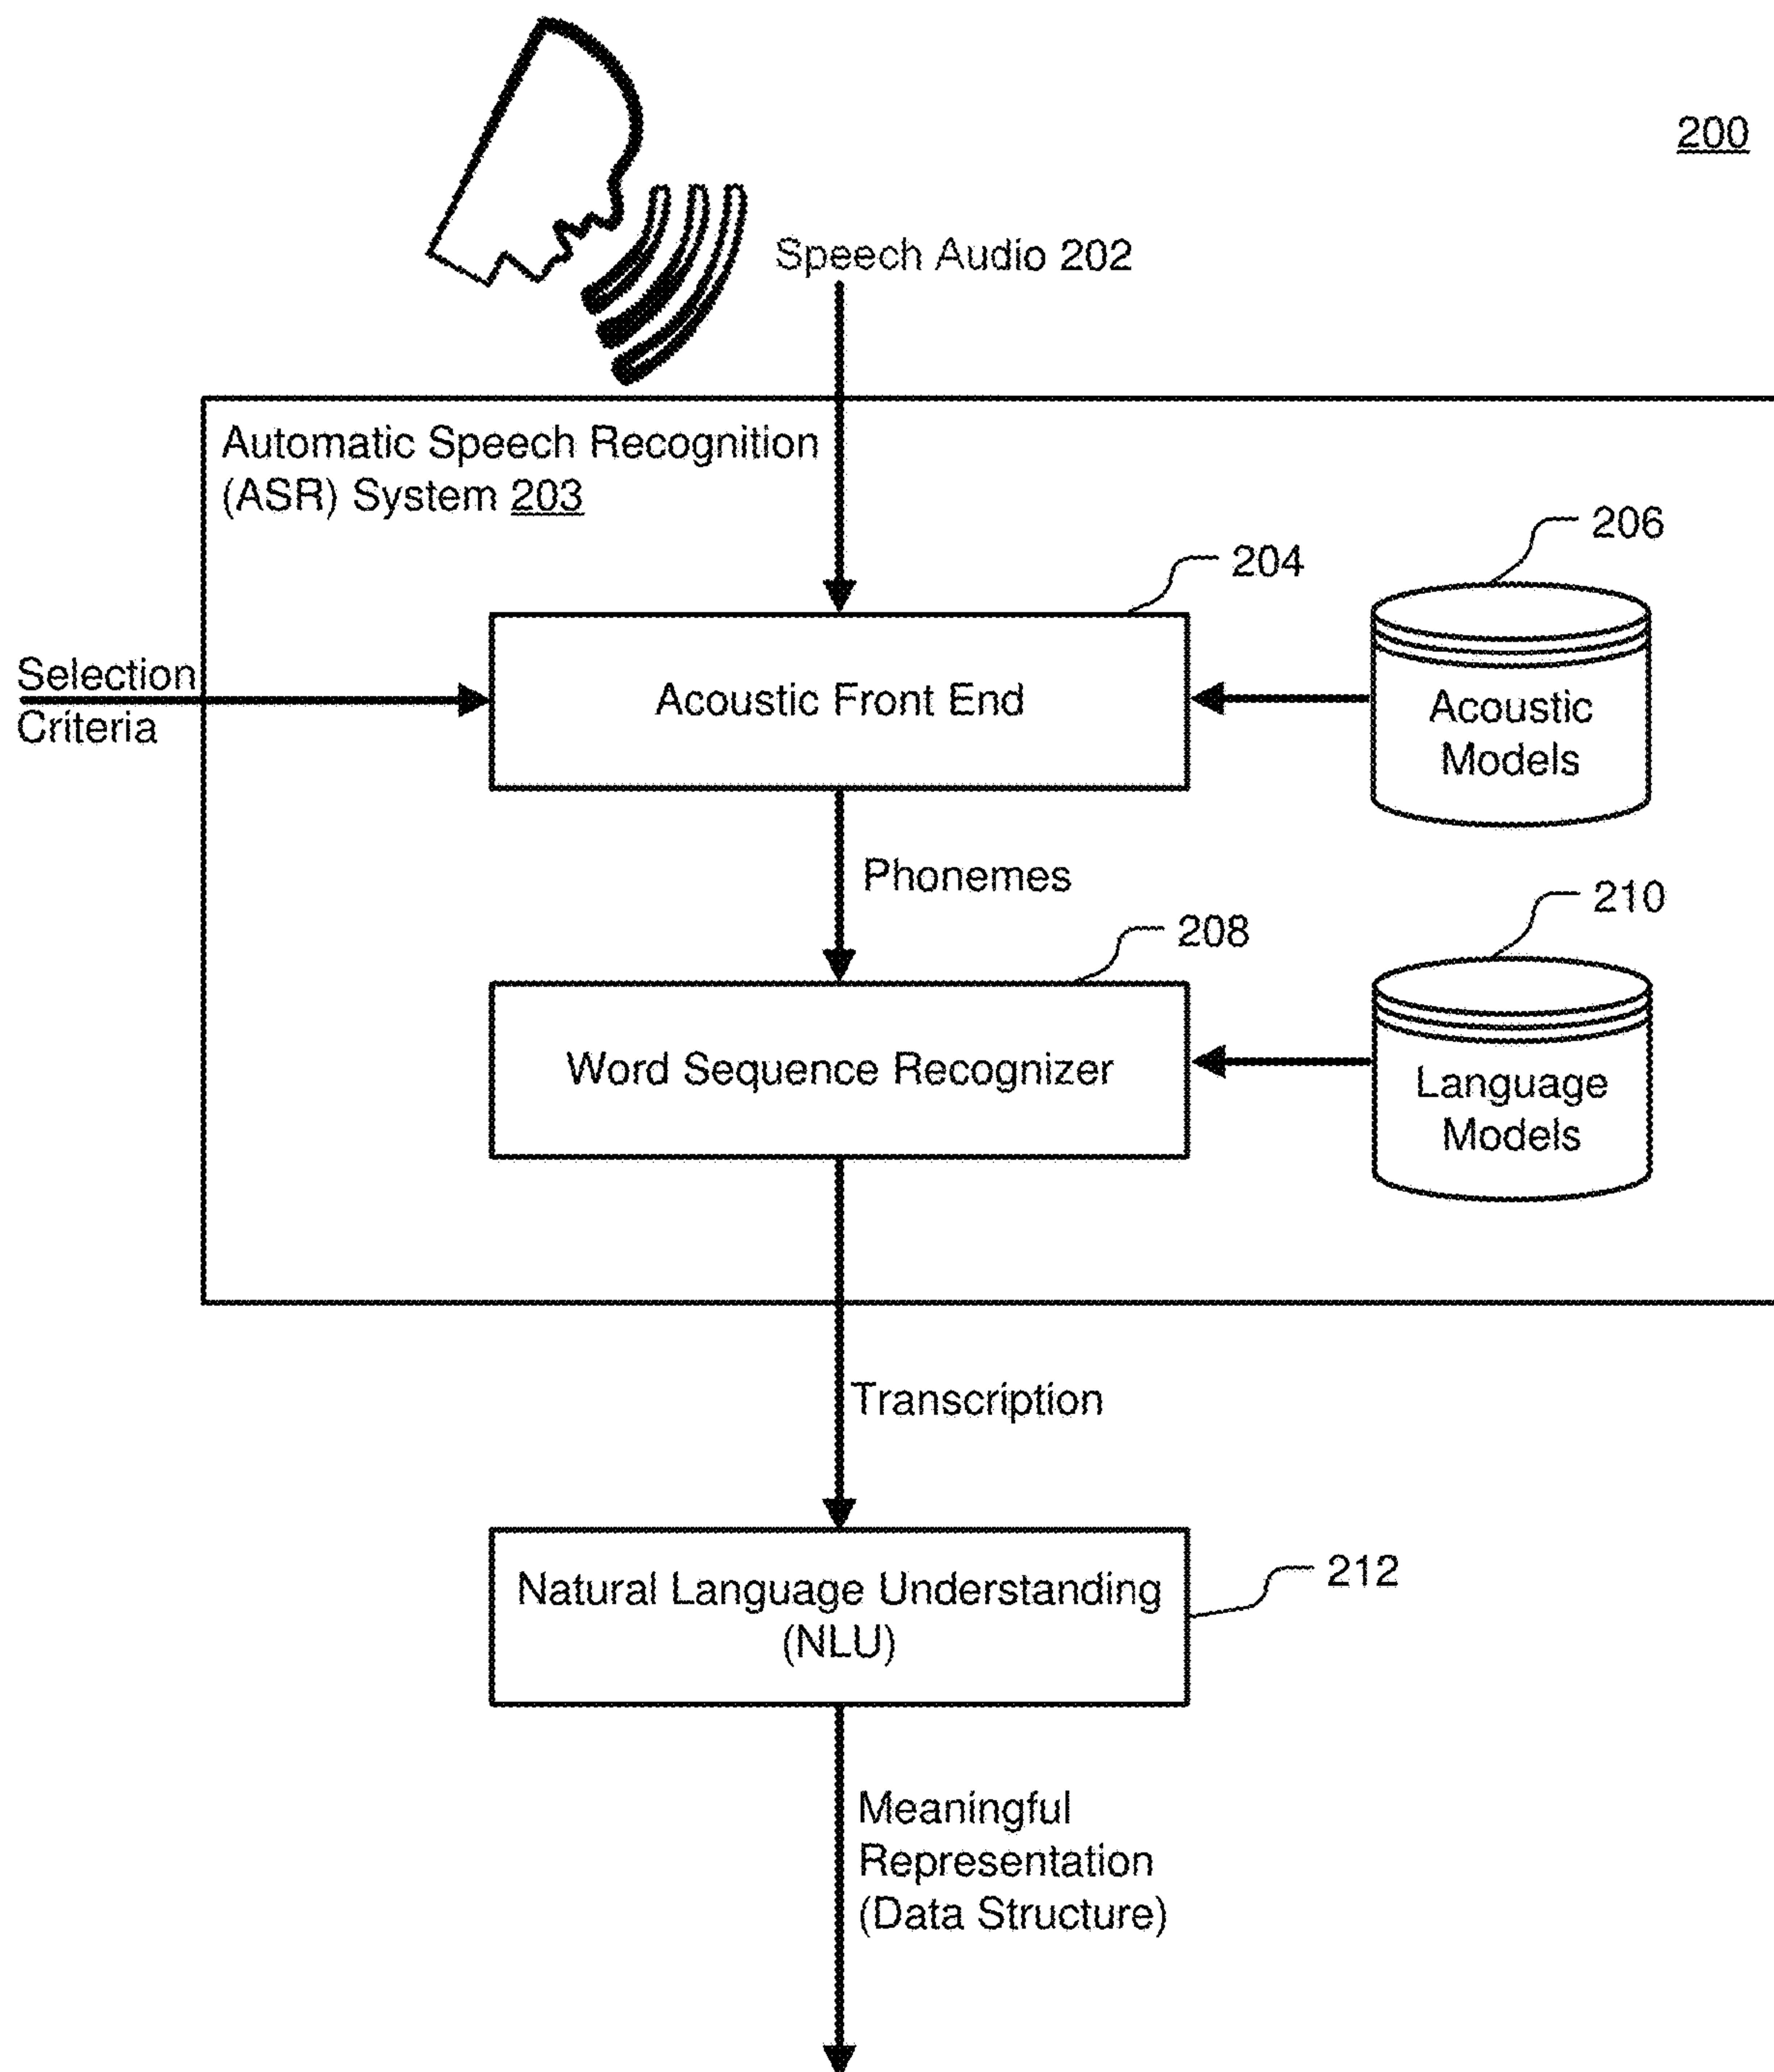 200
Speech Audio 202
Automatic Speech Recognition
(ASR) System 203
206
204
Selection
Criteria
Acoustic Front End
Acoustic
Models
Phonemes
210
208
Word Sequence Recognizer
Language
Models
Transcription
212
Natural Language Understanding
(NLU)
Meaningful
Representation
(Data Structure)